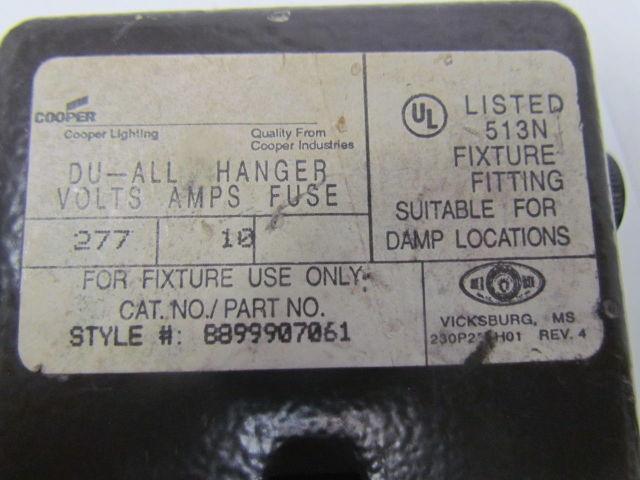 COOPER
Cooper Lighting
Quality From
Cooper Industries
DU-ALL HANGER
VOLTS AMPS FUSE
277 10
UL LISTED
513N
FIXTURE
FITTING
SUITABLE FOR
DAMP LOCATIONS
FOR FIXTURE USE ONLY:
CAT. NO./ PART NO.
STYLE #: B899907061
VICKSBURG, MS
REV. 4